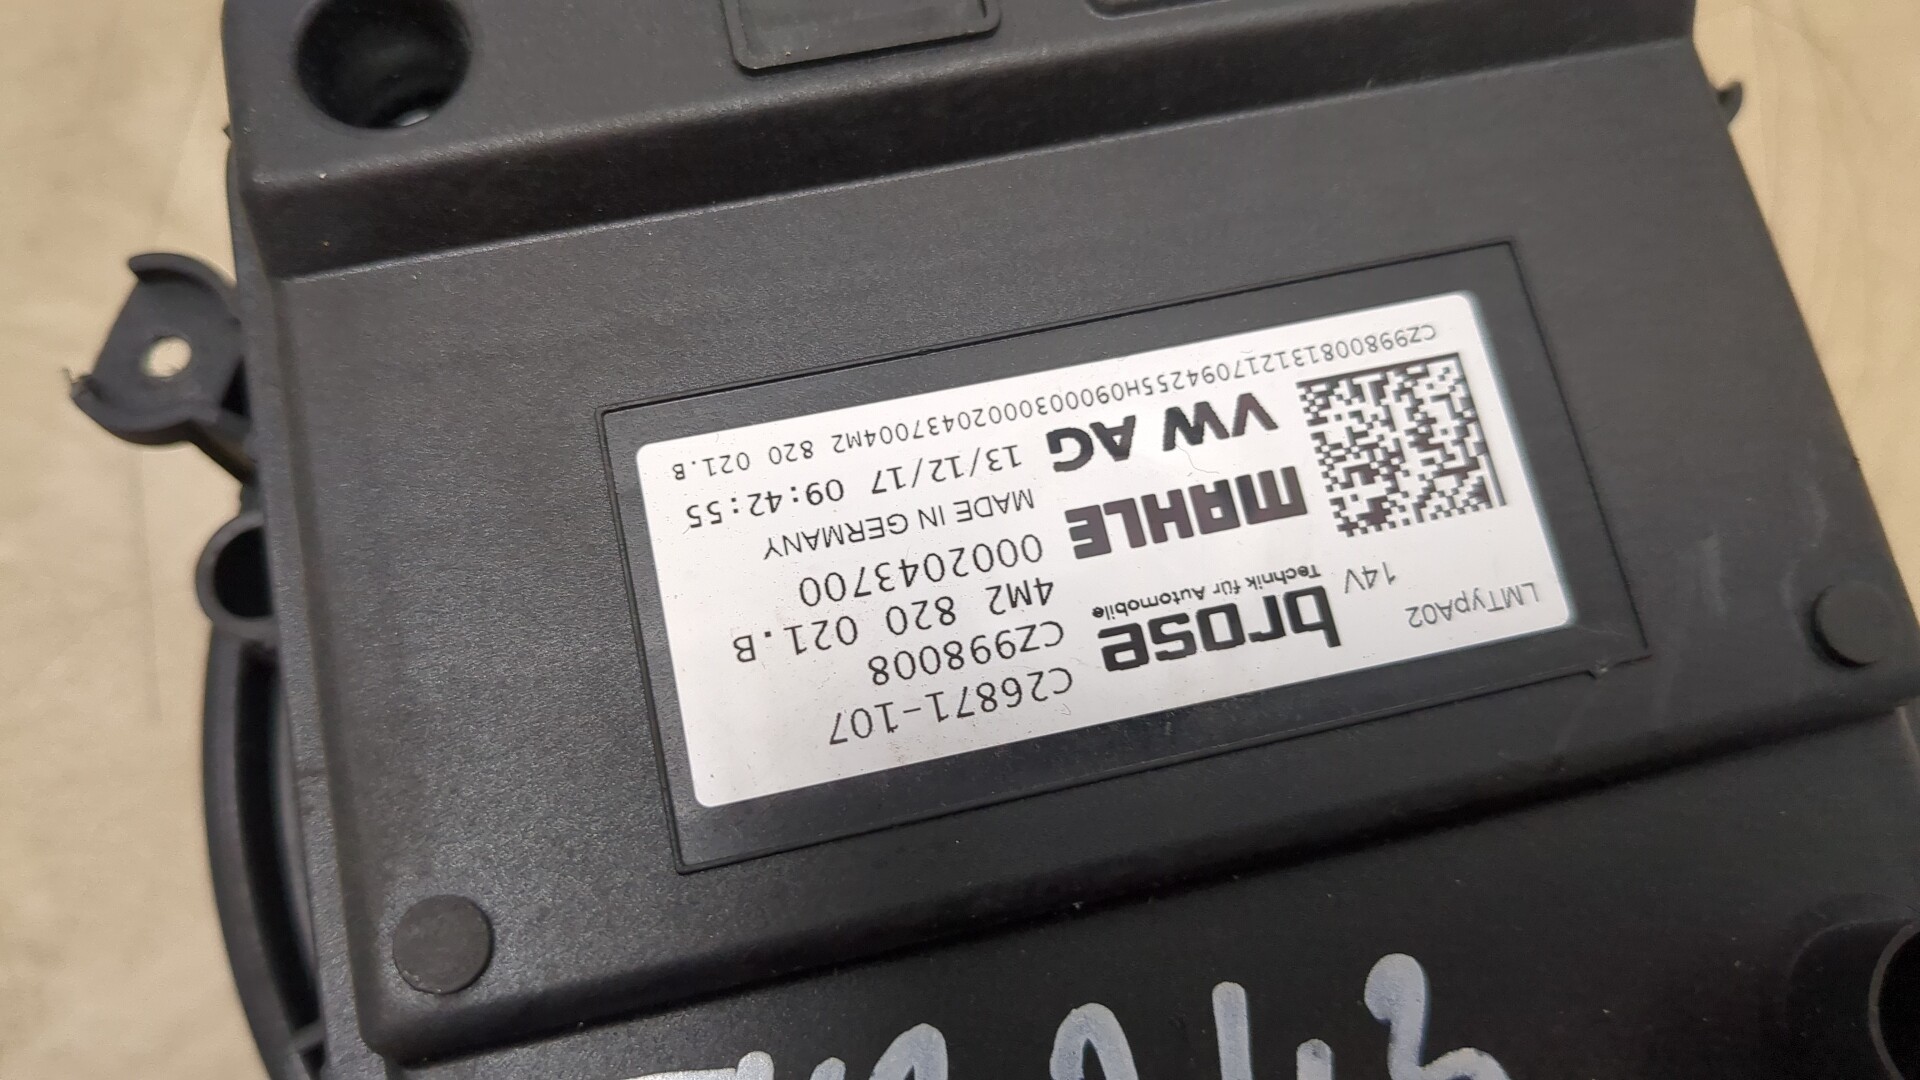 LMTypA02 14V
brose
Technik für Automobile
MAHLE
VW AG
C26871-107
CZ998008
4M2 820 021.B
0002043700
MADE IN GERMANY
13/12/17 09:42:55
CZ998008131217094255H09000300020437004M2 820 021.B